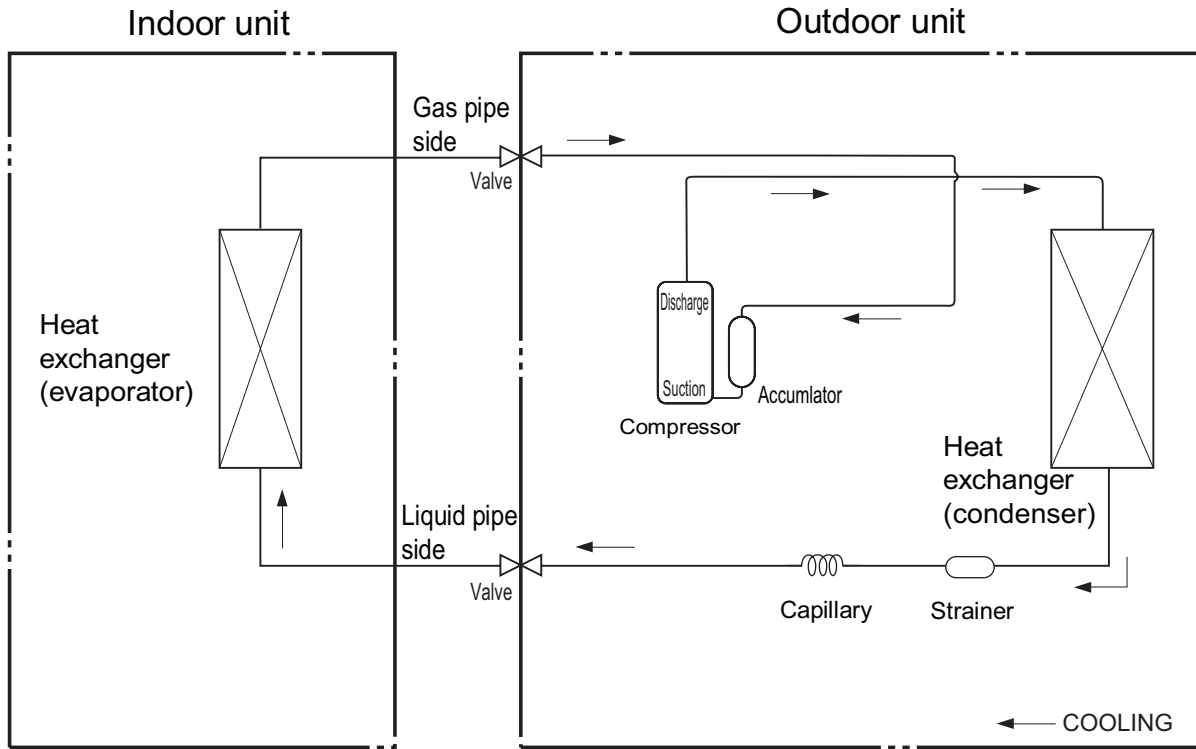 Indoor unit
Outdoor unit
Gas pipe
side
Valve
Discharge
Suction
Accumlator
Compressor
Heat
exchanger
(evaporator)
Heat
exchanger
(condenser)
Liquid pipe
side
Valve
Capillary
Strainer
COOLING